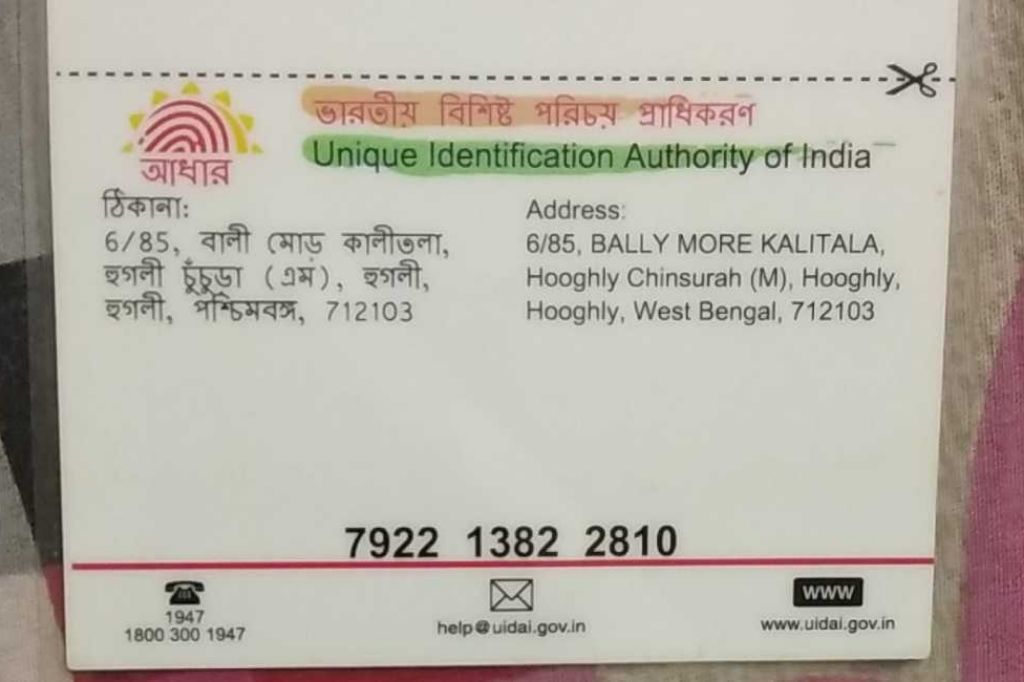 ভারতীয় বিশিষ্ট পরিচয় প্রাধিকরণ
Unique Identification Authority of India
আধার
ঠিকানা:
6/85, বালী মোড় কালীতলা,
হুগলী চুঁচুড়া (এম), হুগলী,
হুগলী, পশ্চিমবঙ্গ, 712103
Address:
6/85, BALLY MORE KALITALA,
Hooghly Chinsurah (M), Hooghly,
Hooghly, West Bengal, 712103
7922 1382 2810
1947
1800 300 1947
help@uidai.gov.in
www
www.uidai.gov.in